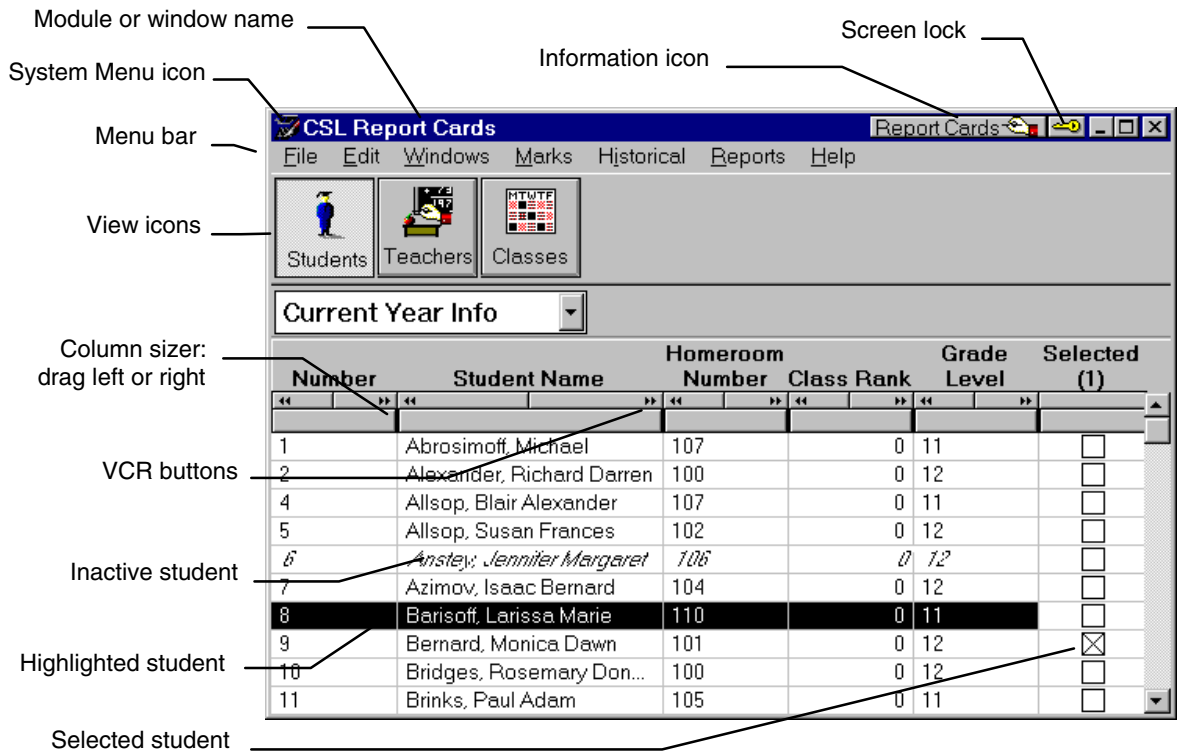 Module or window name
Screen lock
Information icon
System Menu icon
CSL Report Cards
Report Cards
Menu bar
File Edit Windows Marks Historical Reports Help
View icons
MTWTF
Students Teachers Classes
Current Year Info
Column sizer:
drag left or right
Homeroom Grade Selected
Number Student Name Number Class Rank Level (1)
1 Abrosimoff, Michael 107 0 11
VCR buttons
2 Alexander, Richard Darren 100 0 12
4 Allsop, Blair Alexander 107 0 11
5 Allsop, Susan Frances 102 0 12
Inactive student
6 Anstey, Jennifer Margaret 106 0 12
7 Azimov, Isaac Bernard 104 0 12
8 Barisoff, Larissa Marie 110 0 11
Highlighted student
9 Bernard, Monica Dawn 101 0 12
10 Bridges, Rosemary Don... 100 0 12
11 Brinks, Paul Adam 105 0 11
Selected student